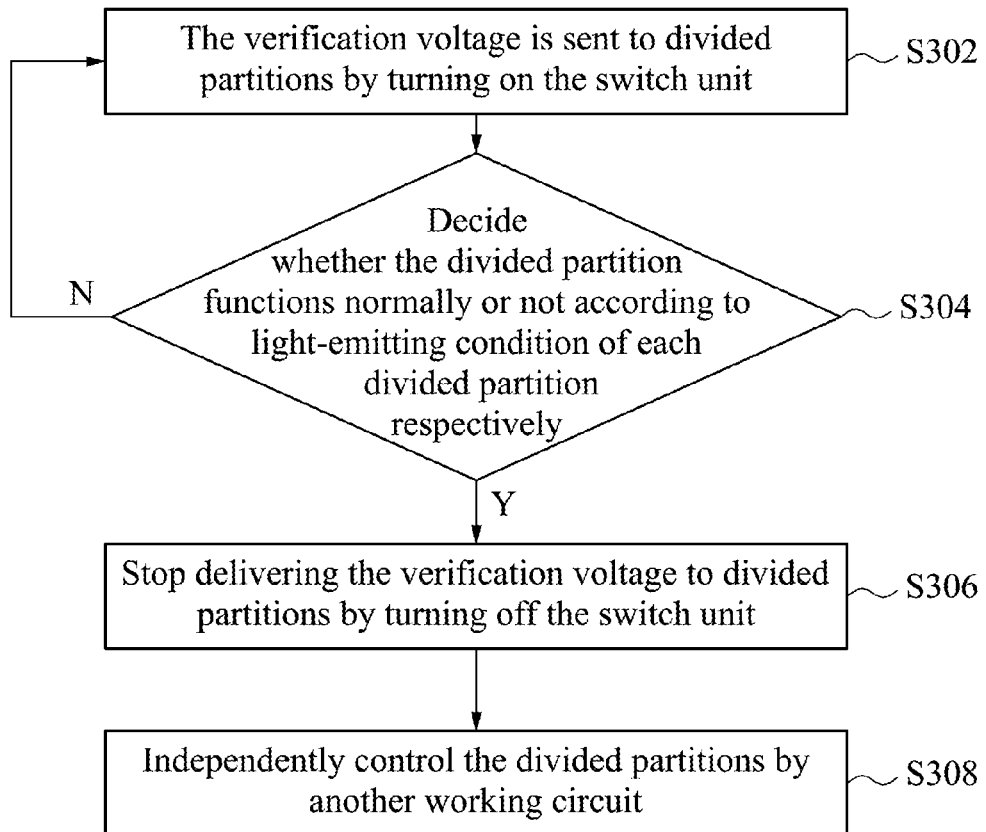 The verification voltage is sent to divided
partitions by turning on the switch unit
S302
Decide
whether the divided partition
functions normally or not according to
light-emitting condition of each
divided partition
respectively
S304
N
Y
Stop delivering the verification voltage to divided
partitions by turning off the switch unit
S306
Independently control the divided partitions by
another working circuit
S308